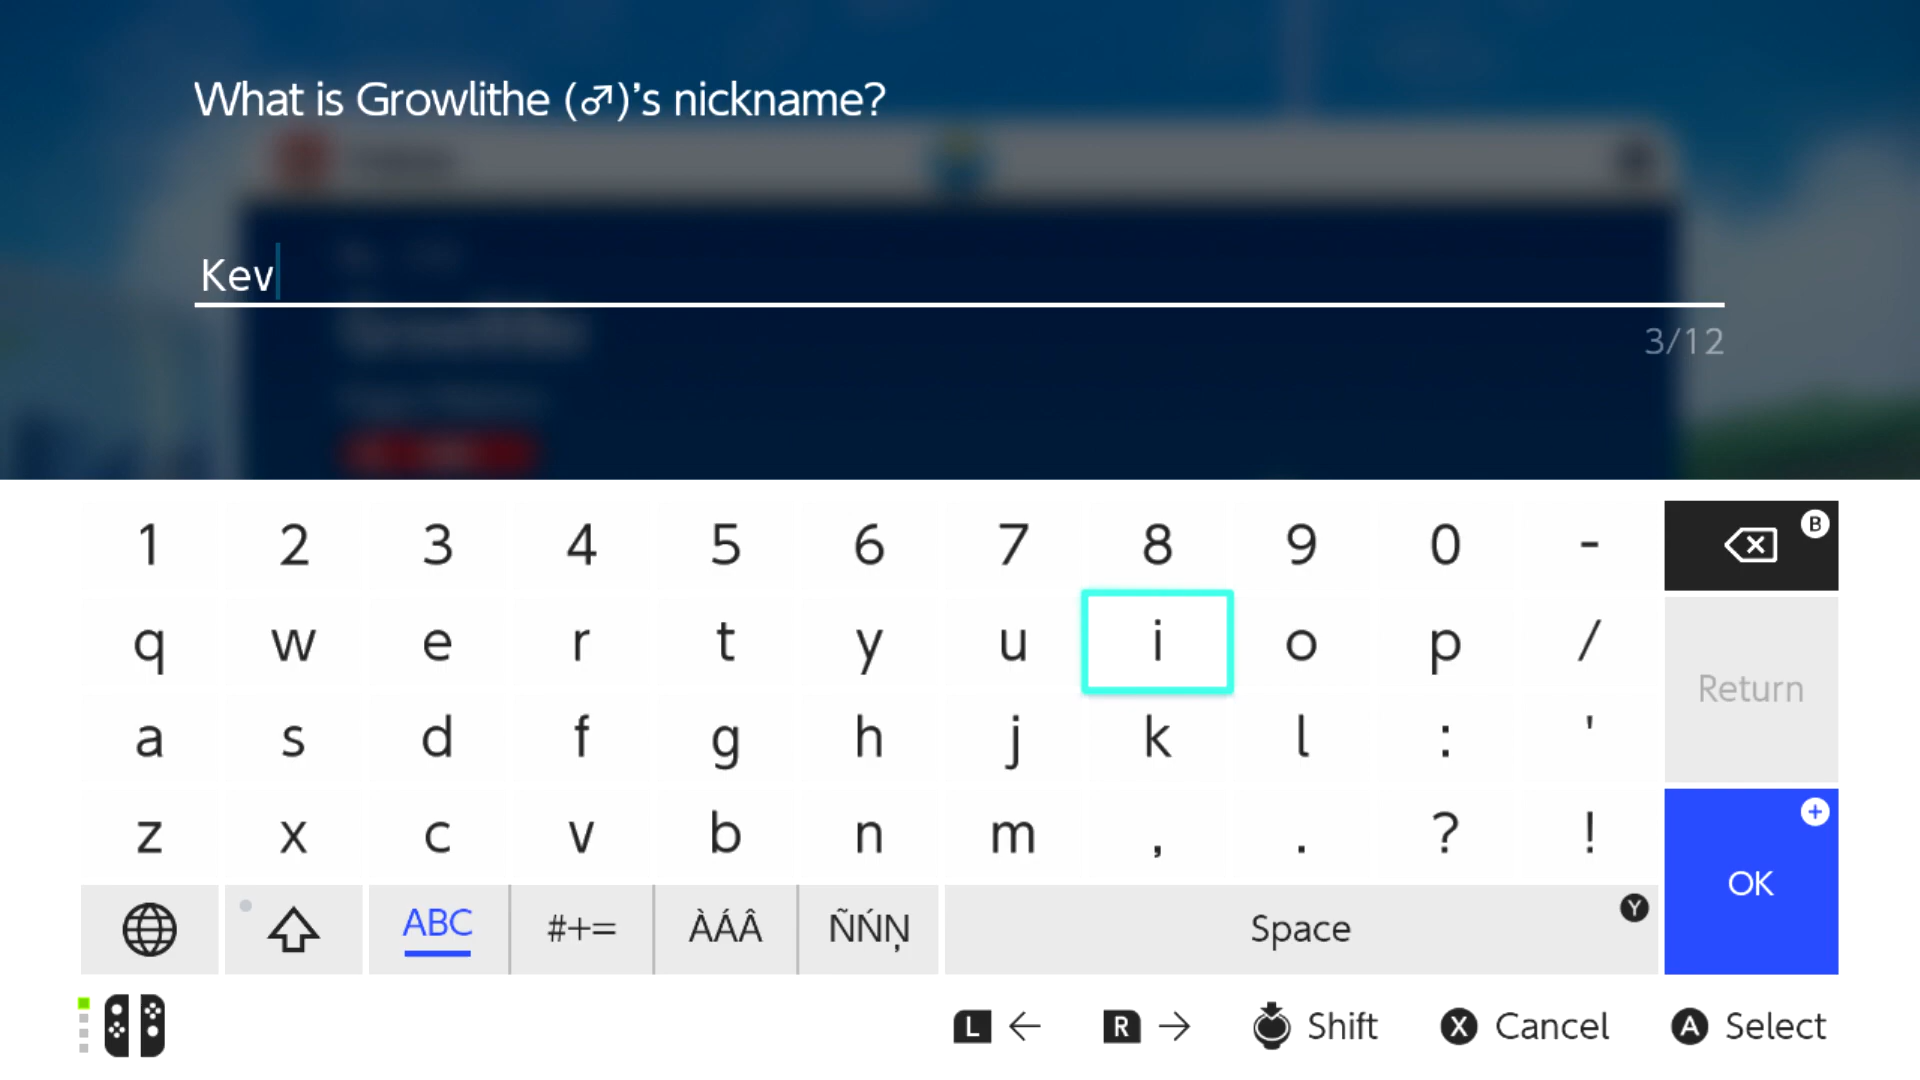 What is Growlithe (♂)'s nickname?
Kev
3/12
1 2 3 4 5 6 7 8 9 0 - B
q w e r t y u i o p / Return
a s d f g h j k l : '
z x c v b n m , . ? ! + OK
ABC #+= ÀÁÂ ÑŃŅ Space Y
L ← R → Shift X Cancel A Select